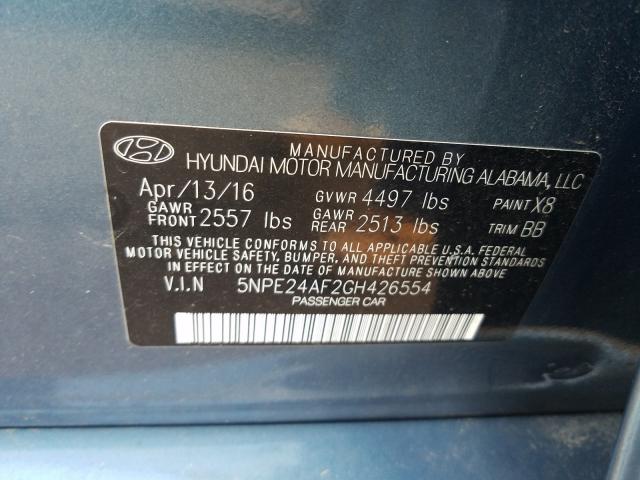 MANUFACTURED BY
HYUNDAI MOTOR MANUFACTURING ALABAMA, LLC
Apr/13/16 GVWR 4497 lbs PAINT X8
GAWR FRONT 2557 lbs GAWR REAR 2513 lbs TRIM BB
THIS VEHICLE CONFORMS TO ALL APPLICABLE U.S.A. FEDERAL
MOTOR VEHICLE SAFETY, BUMPER, AND THEFT PREVENTION STANDARDS
IN EFFECT ON THE DATE OF MANUFACTURE SHOWN ABOVE
V.I.N 5NPE24AF2GH426554
PASSENGER CAR